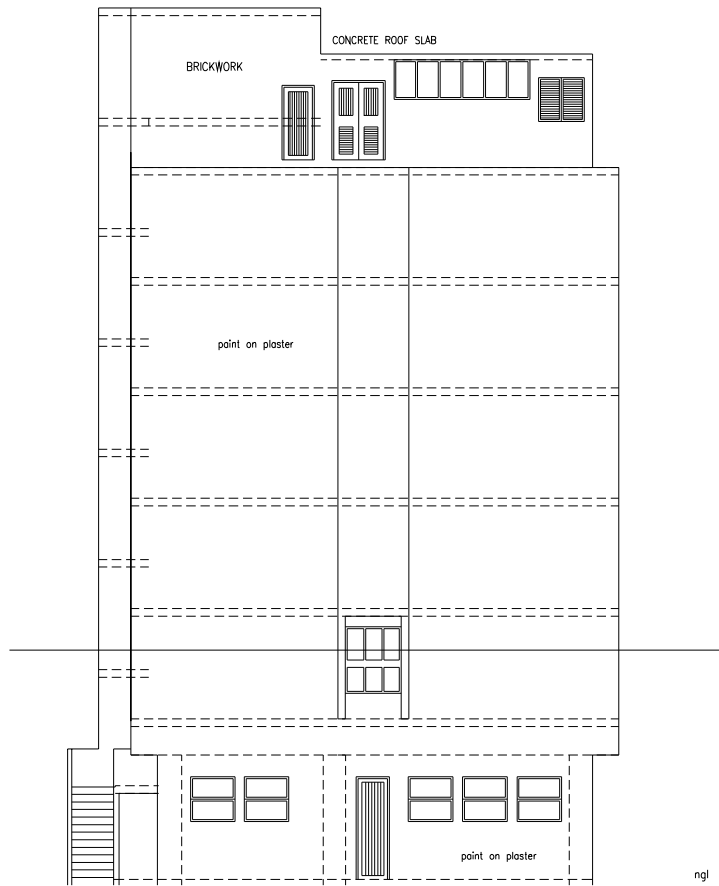 CONCRETE ROOF SLAB
BRICKWORK
paint on plaster
paint on plaster
ngl